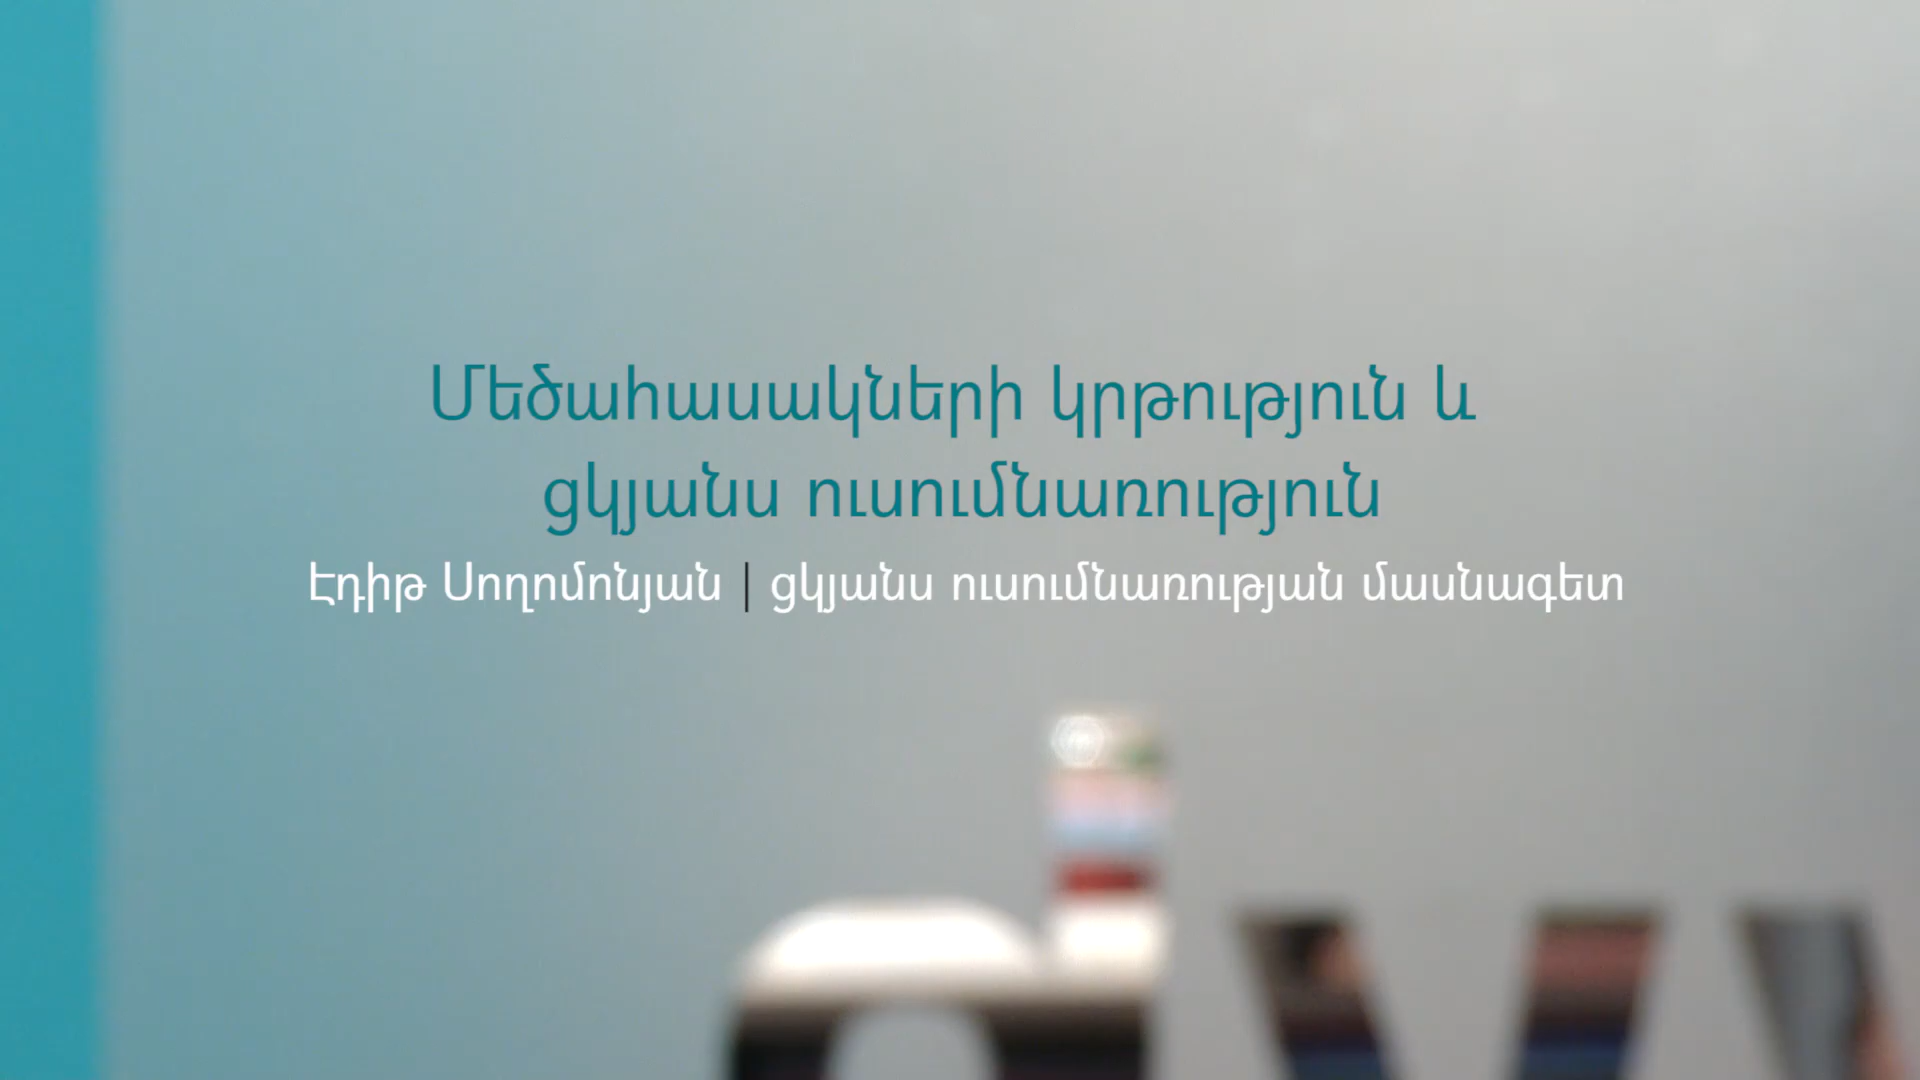 Մեծահասակների կրթություն և
ցկյանս ուսումնառություն
Էդիթ Սողոմոնյան | ցկյանս ուսումնառության մասնագետ